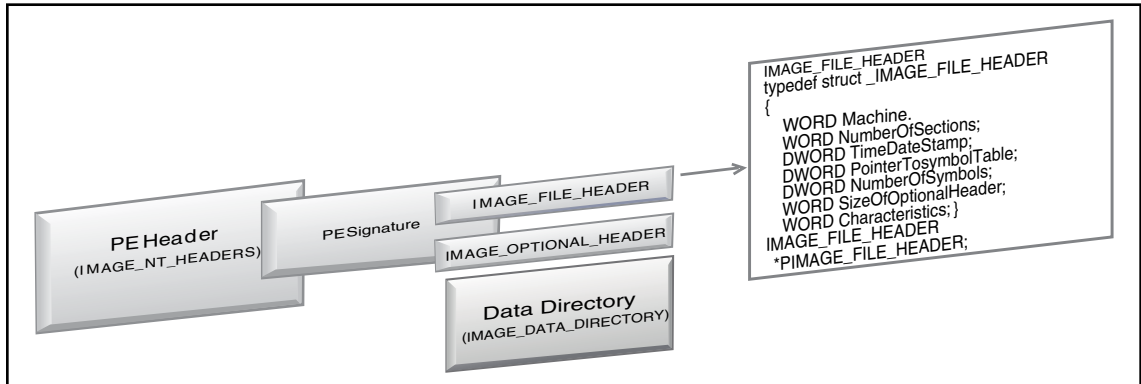 PE Header
(IMAGE_NT_HEADERS)
PESignature
IMAGE_FILE_HEADER
IMAGE_OPTIONAL_HEADER
Data Directory
(IMAGE_DATA_DIRECTORY)
IMAGE_FILE_HEADER
typedef struct _IMAGE_FILE_HEADER
{
WORD Machine.
WORD NumberOfSections;
DWORD TimeDateStamp;
DWORD PointerTosymbolTable;
DWORD NumberOfSymbols;
WORD SizeOfOptionalHeader;
WORD Characteristics; }
IMAGE_FILE_HEADER
*PIMAGE_FILE_HEADER;